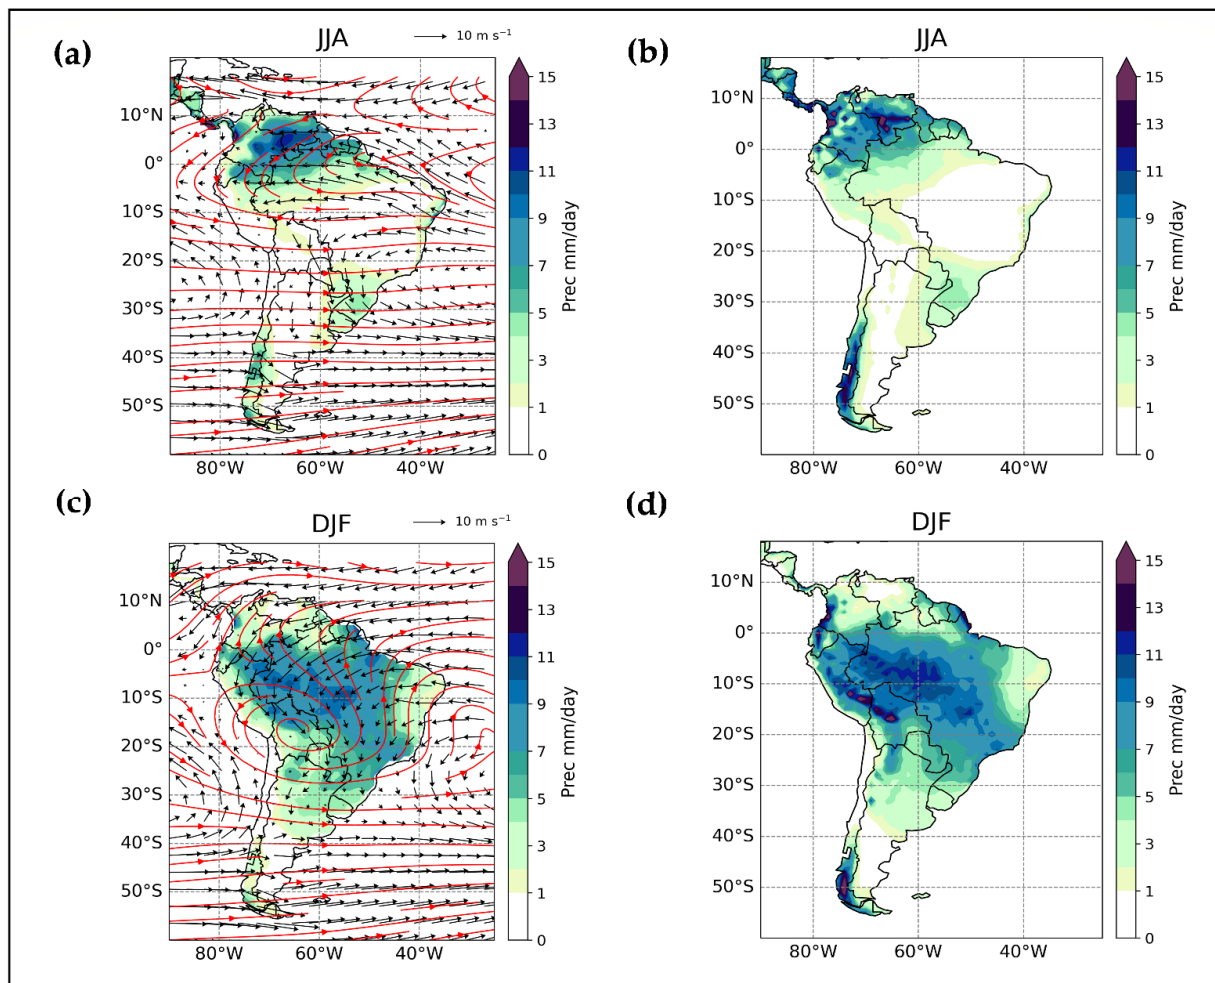 (a)
JJA
10 m s⁻¹
10°N
0°
10°S
20°S
30°S
40°S
50°S
80°W 60°W 40°W
15
13
11
9
7
5
3
1
0
Prec mm/day
(b)
JJA
10°N
0°
10°S
20°S
30°S
40°S
50°S
80°W 60°W 40°W
15
13
11
9
7
5
3
1
0
Prec mm/day
(c)
DJF
10 m s⁻¹
10°N
0°
10°S
20°S
30°S
40°S
50°S
80°W 60°W 40°W
15
13
11
9
7
5
3
1
0
Prec mm/day
(d)
DJF
10°N
0°
10°S
20°S
30°S
40°S
50°S
80°W 60°W 40°W
15
13
11
9
7
5
3
1
0
Prec mm/day